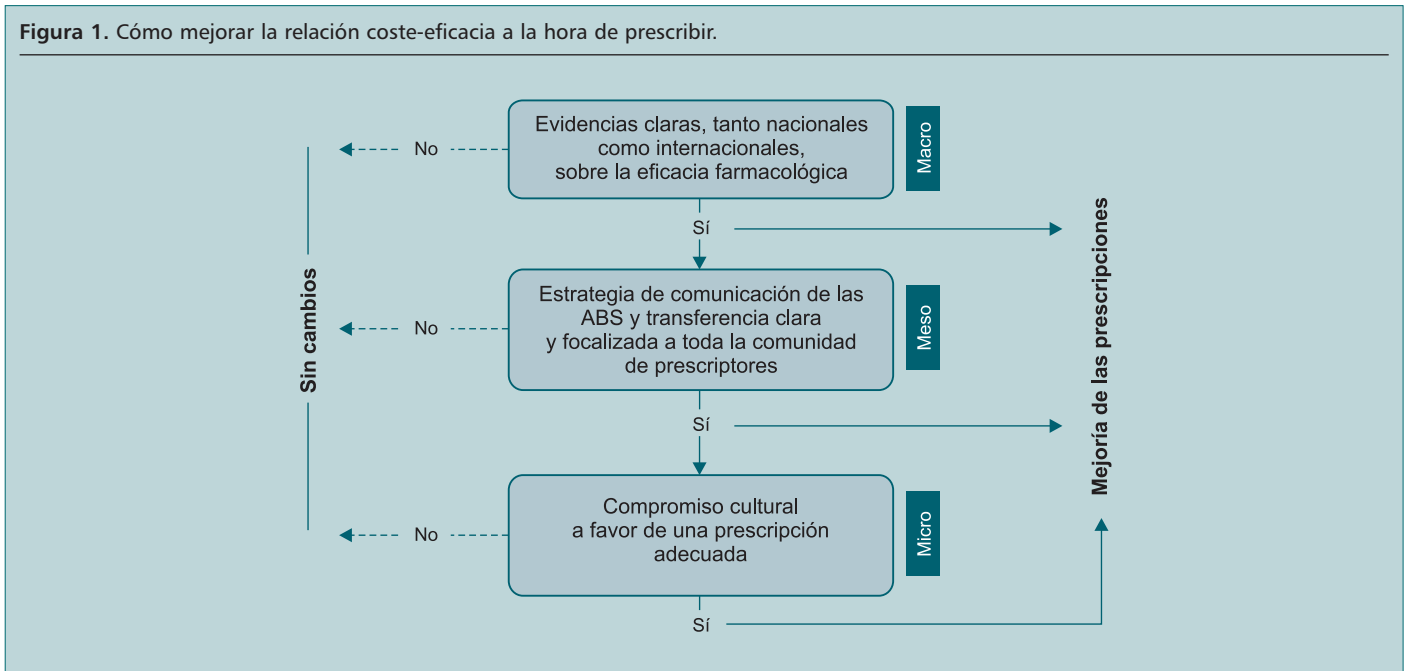 Figura 1. Cómo mejorar la relación coste-eficacia a la hora de prescribir.
Evidencias claras, tanto nacionales
como internacionales,
sobre la eficacia farmacológica
Macro
No
Sí
Estrategia de comunicación de las
ABS y transferencia clara
y focalizada a toda la comunidad
de prescriptores
Meso
No
Sí
Compromiso cultural
a favor de una prescripción
adecuada
Micro
No
Sí
Sin cambios
Mejoría de las prescripciones